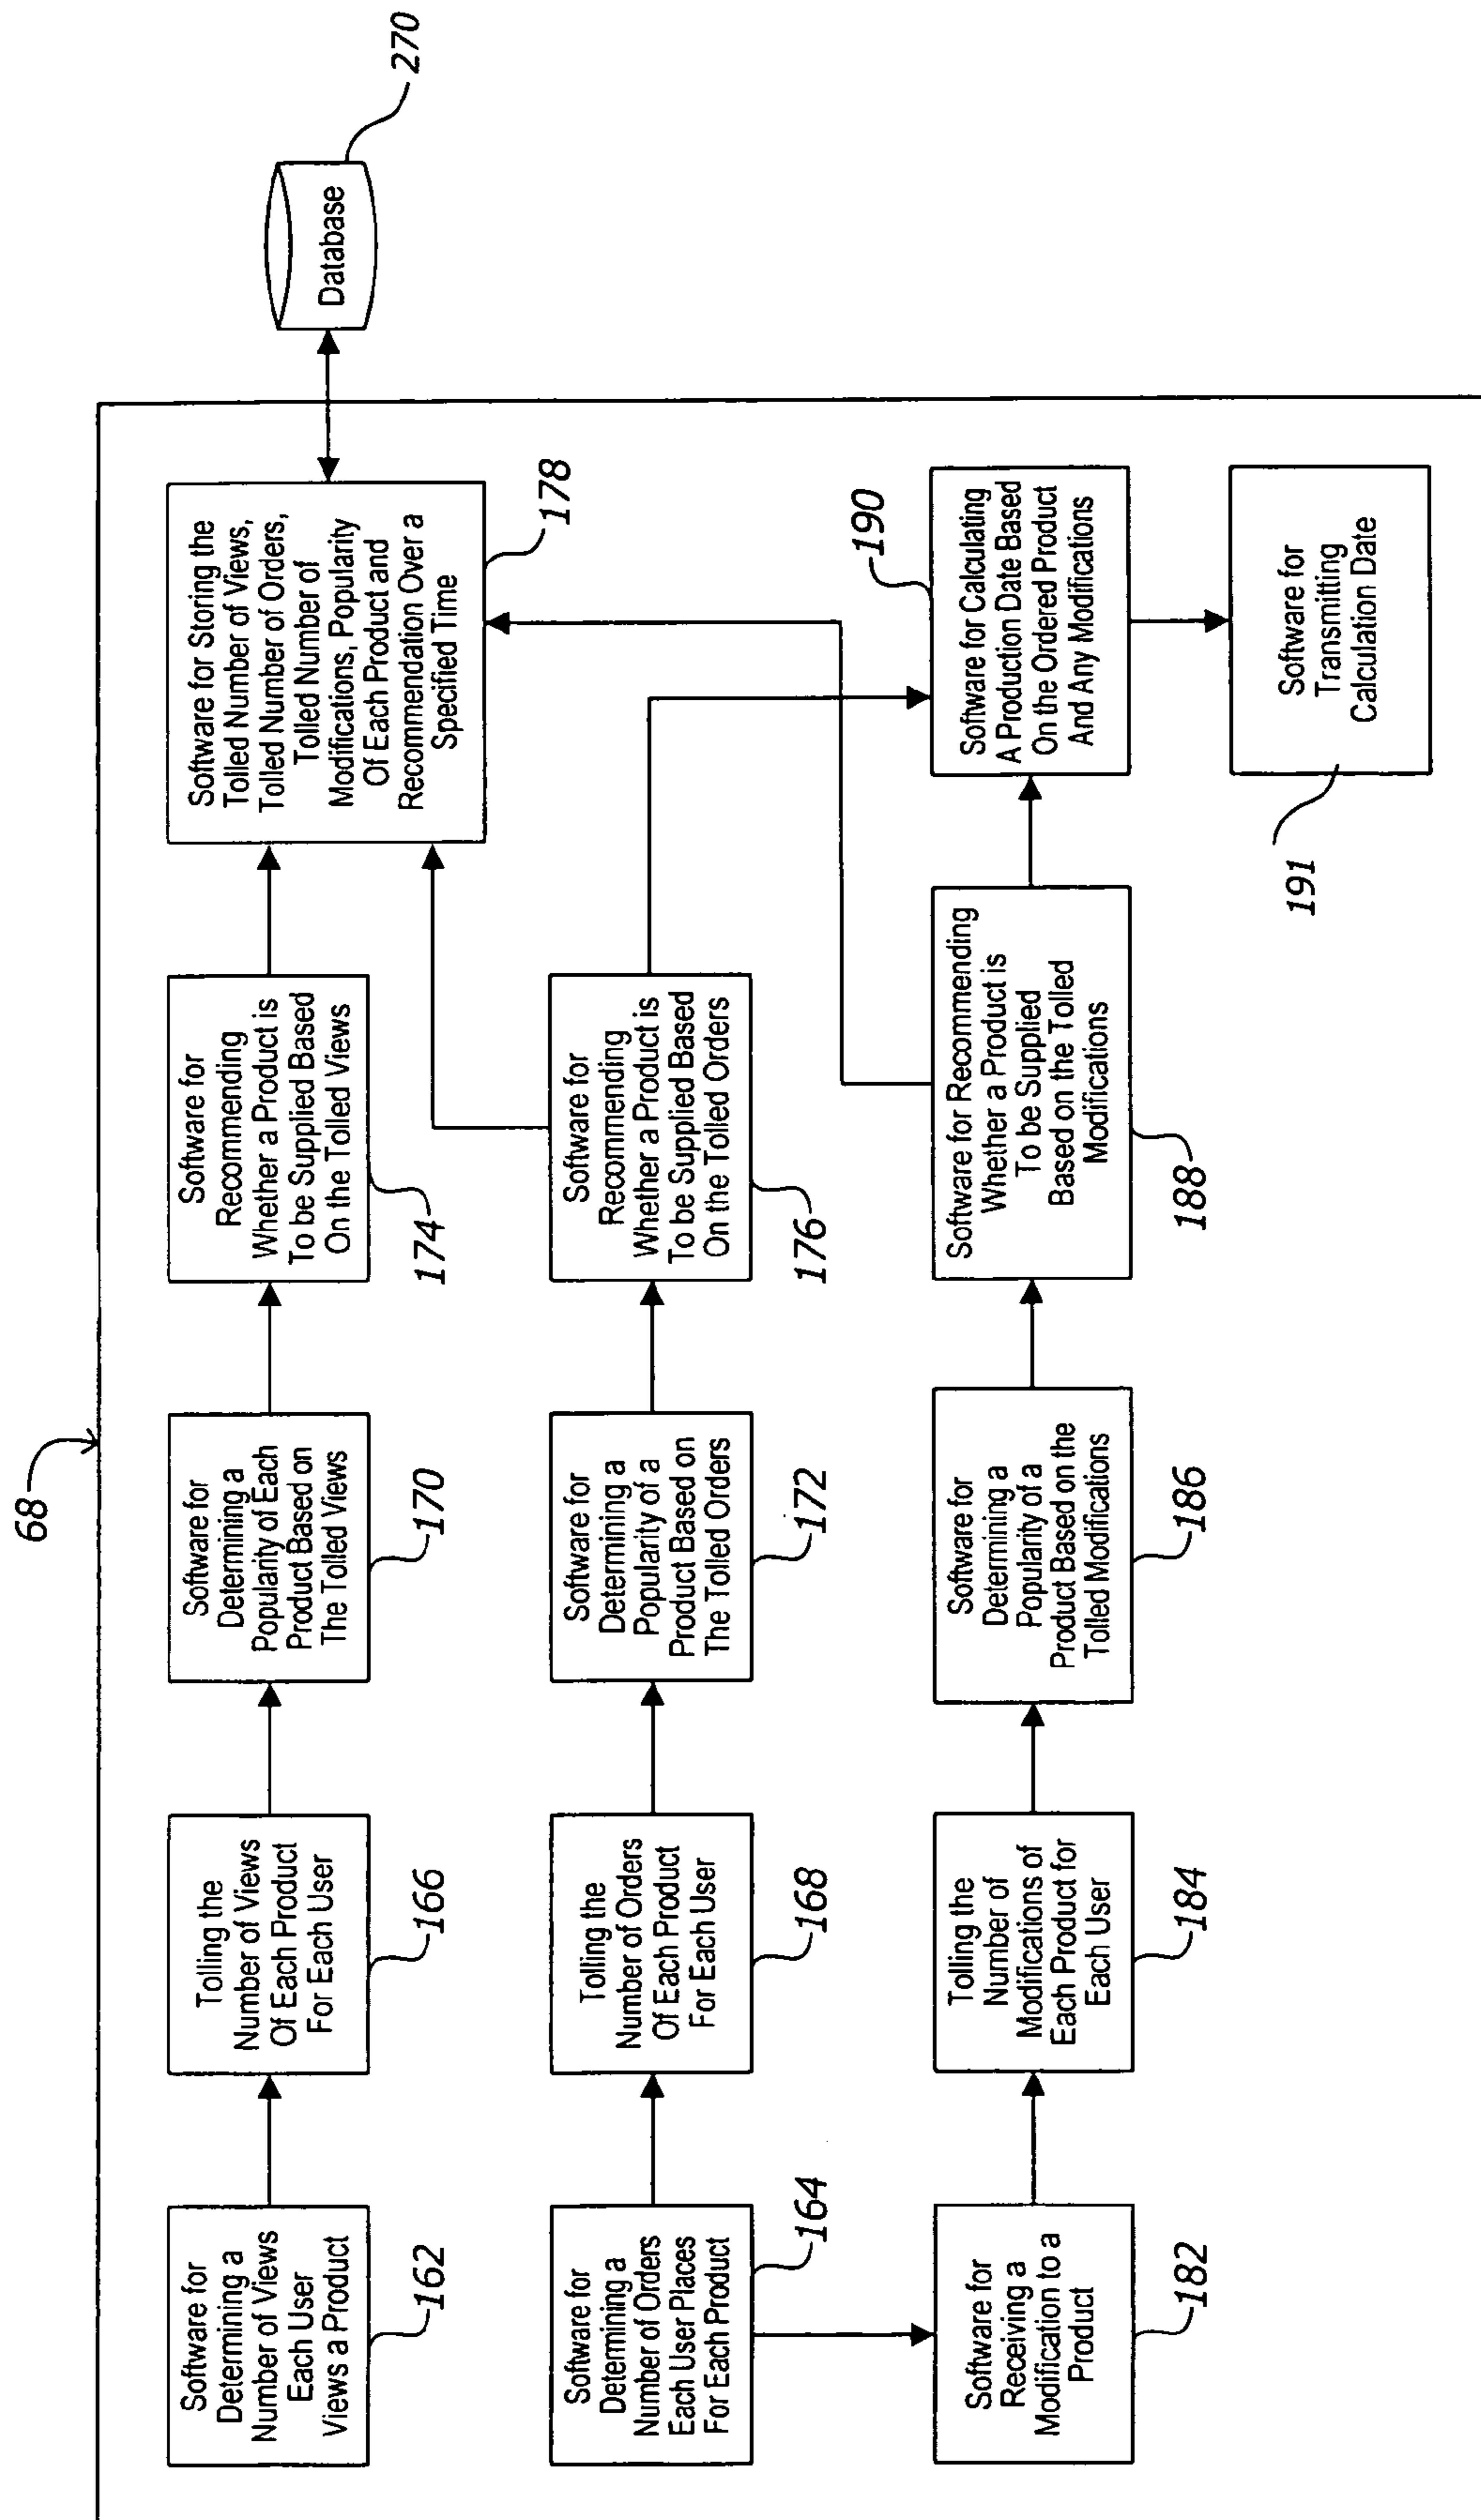 68
Software for
Determining a
Number of Views
Each User
Views a Product
162
Tolling the
Number of Views
Of Each Product
For Each User
166
Software for
Determining a
Popularity of Each
Product Based on
The Tolled Views
170
Software for
Recommending
Whether a Product is
To be Supplied Based
On the Tolled Views
174
Software for Storing the
Tolled Number of Views,
Tolled Number of Orders,
Tolled Number of
Modifications, Popularity
Of Each Product and
Recommendation Over a
Specified Time
178
Database
270
Software for
Determining a
Number of Orders
Each User Places
For Each Product
164
Tolling the
Number of Orders
Of Each Product
For Each User
168
Software for
Determining a
Popularity of a
Product Based on
The Tolled Orders
172
Software for
Recommending
Whether a Product is
To be Supplied Based
On the Tolled Orders
176
Software for
Receiving a
Modification to a
Product
182
Tolling the
Number of
Modifications of
Each Product for
Each User
184
Software for
Determining a
Popularity of a
Product Based on the
Tolled Modifications
186
Software for Recommending
Whether a Product is
To be Supplied
Based on the Tolled
Modifications
188
190
Software for Calculating
A Production Date Based
On the Ordered Product
And Any Modifications
Software for
Transmitting
Calculation Date
191